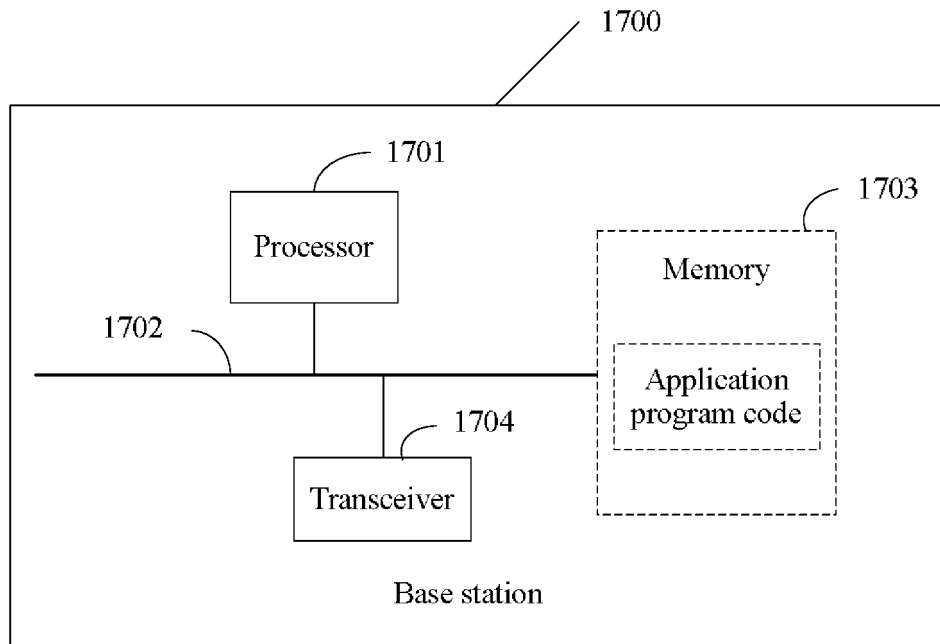 1700
1701
1703
Processor
Memory
1702
Application
program code
1704
Transceiver
Base station